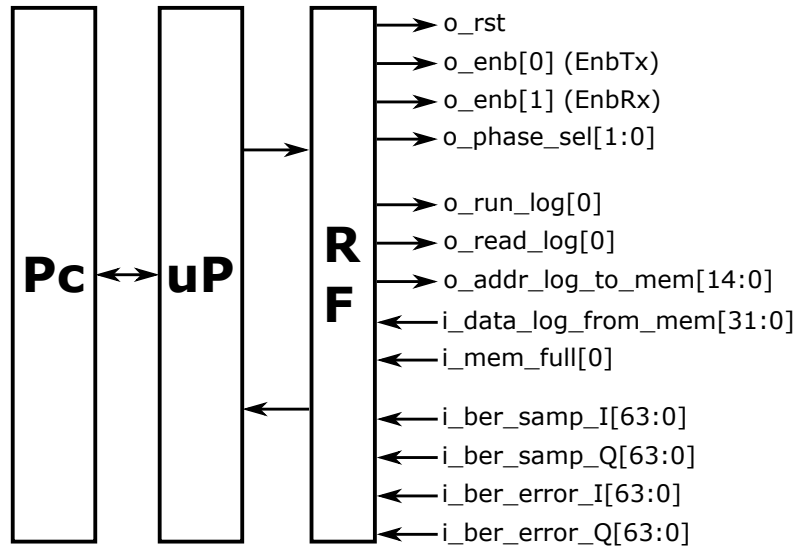 Pc
uP
R
F
o_rst
o_enb[0] (EnbTx)
o_enb[1] (EnbRx)
o_phase_sel[1:0]
o_run_log[0]
o_read_log[0]
o_addr_log_to_mem[14:0]
i_data_log_from_mem[31:0]
i_mem_full[0]
i_ber_samp_I[63:0]
i_ber_samp_Q[63:0]
i_ber_error_I[63:0]
i_ber_error_Q[63:0]